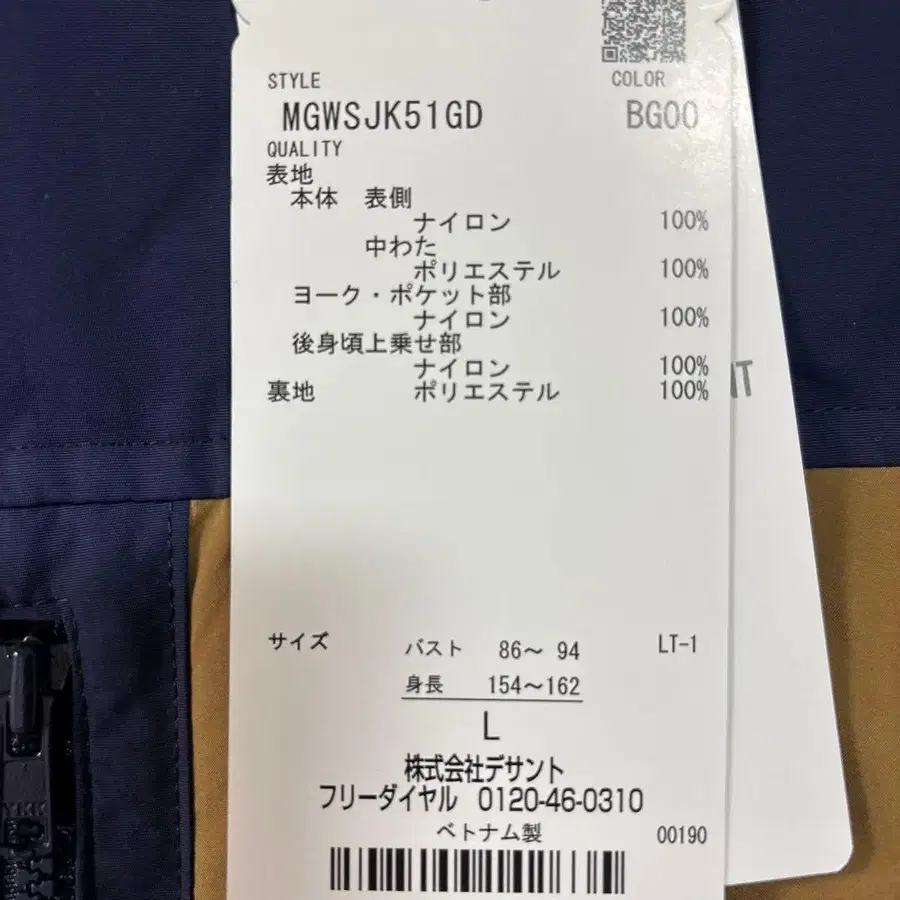 STYLE COLOR
MGWSJK51GD BG00
QUALITY
表地
本体 表側
ナイロン 100%
中わた
ポリエステル 100%
ヨーク・ポケット部
ナイロン 100%
後身頃上乗せ部
ナイロン 100%
裏地 ポリエステル 100%
NT
サイズ バスト 86〜 94 LT-1
身長 154〜162
L
株式会社デサント
フリーダイヤル 0120-46-0310
ベトナム製 00190
YKK